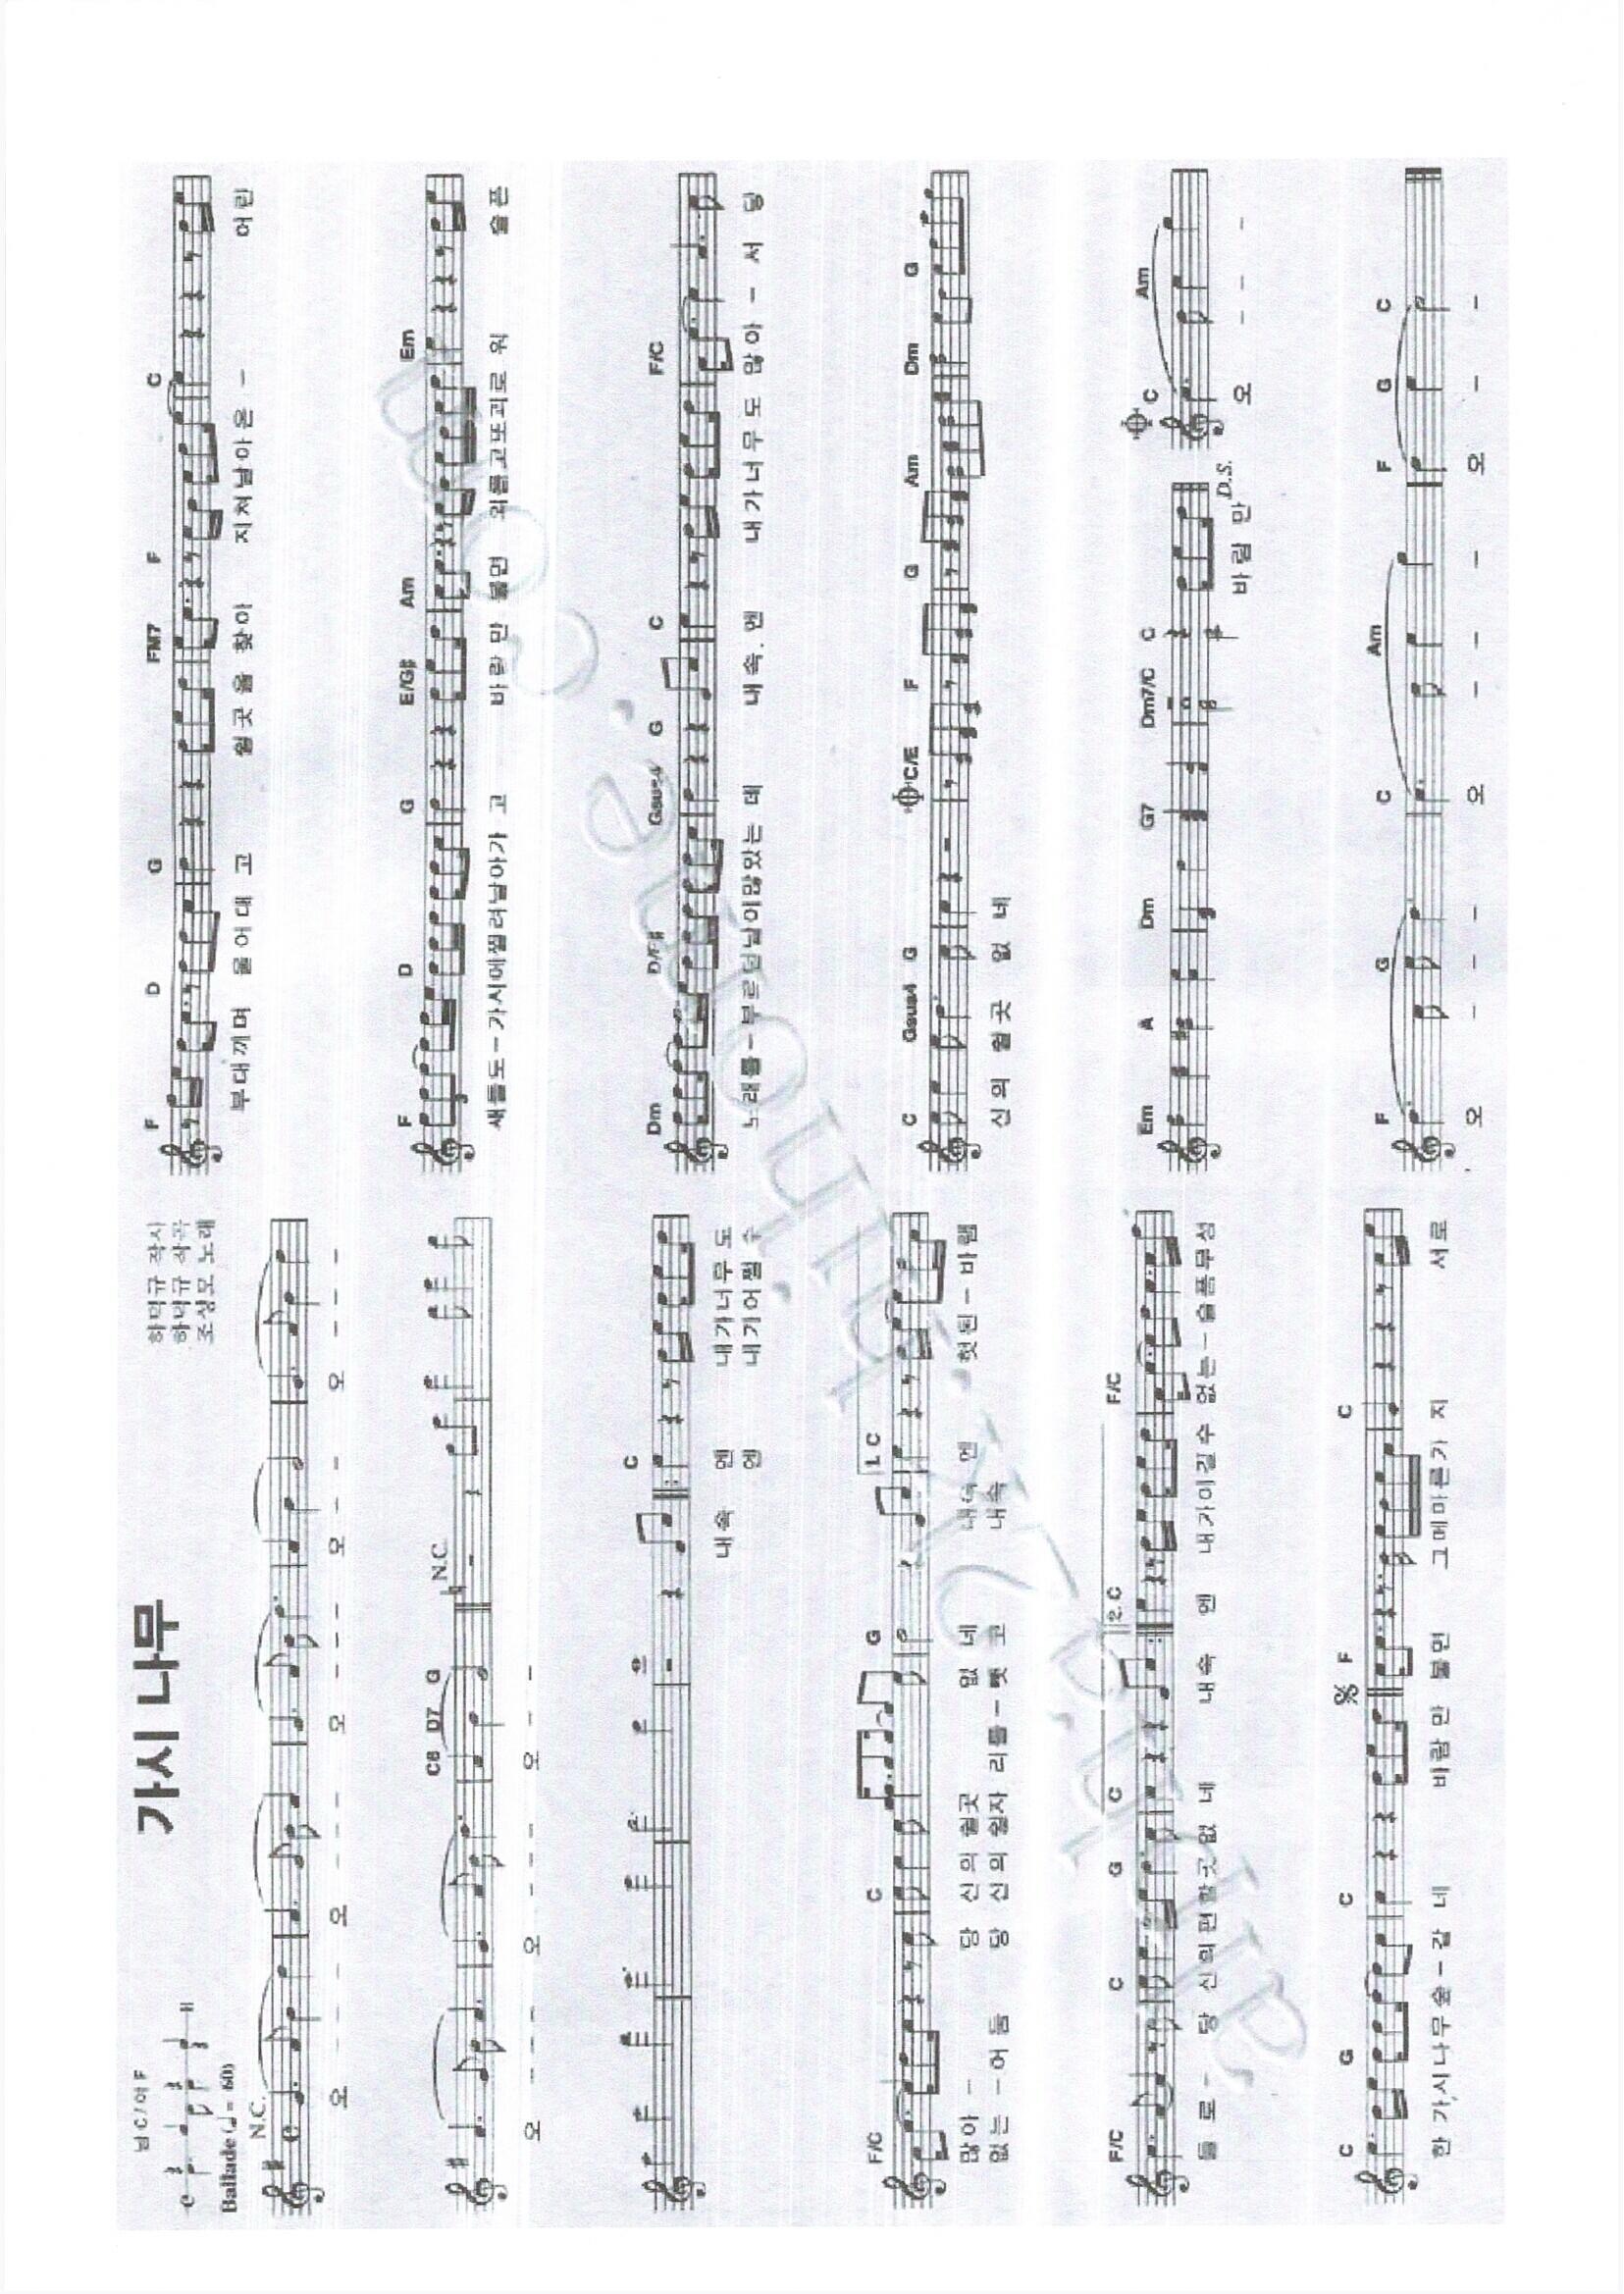 남 C / 여 F
가시 나무
하덕규 작사
하덕규 작곡
조성모 노래
Ballade (♩= 60)
N.C.
오 - - - 오 - - - 오 - - - 오 - - 오 - - -
C6 D7 G N.C.
오 - - - 오 - - - 오 - -
C
내속 엔 내가너무도
엔 내기어쩔 수
F/C C G 1. C
많아 - 당 신의 쉴곳 없 네 내속 엔 헛된 - 바램
없는 - 어 둠 당 신의 쉴자 리를 - 뺏 고 내속
F/C C G C 2. C F/C
들 로 - 당 신의편할곳 없 네 내속 엔 내가이길수 없는 - 슬픔무성
C G C F C
한 가시나무숲 - 같 네 바람 만 불면 그메마른가 지 서로
F D G FM7 F C
부대끼며 울어대 고 쉴곳 을 찾아 지쳐날아온 - 어린
F D G E/G# Am Em
새들도 - 가시에찔려날아가 고 바람 만 불면 외롭고또괴로 워 슬픈
Dm D/F# Gsus4 G C F/C
노래를 - 부르던날이많았는 데 내속. 엔 내가너무도 많아 - 서 당
C Gsus4 G C/E F G Am Dm G
신의 쉴곳 없 네
Em A Dm G7 Dm7/C C C Am
바람 만 D.S. 오 - - -
F G C Am F G C
오 - - - 오 - - - 오 - -
alpha2k.hihome.com